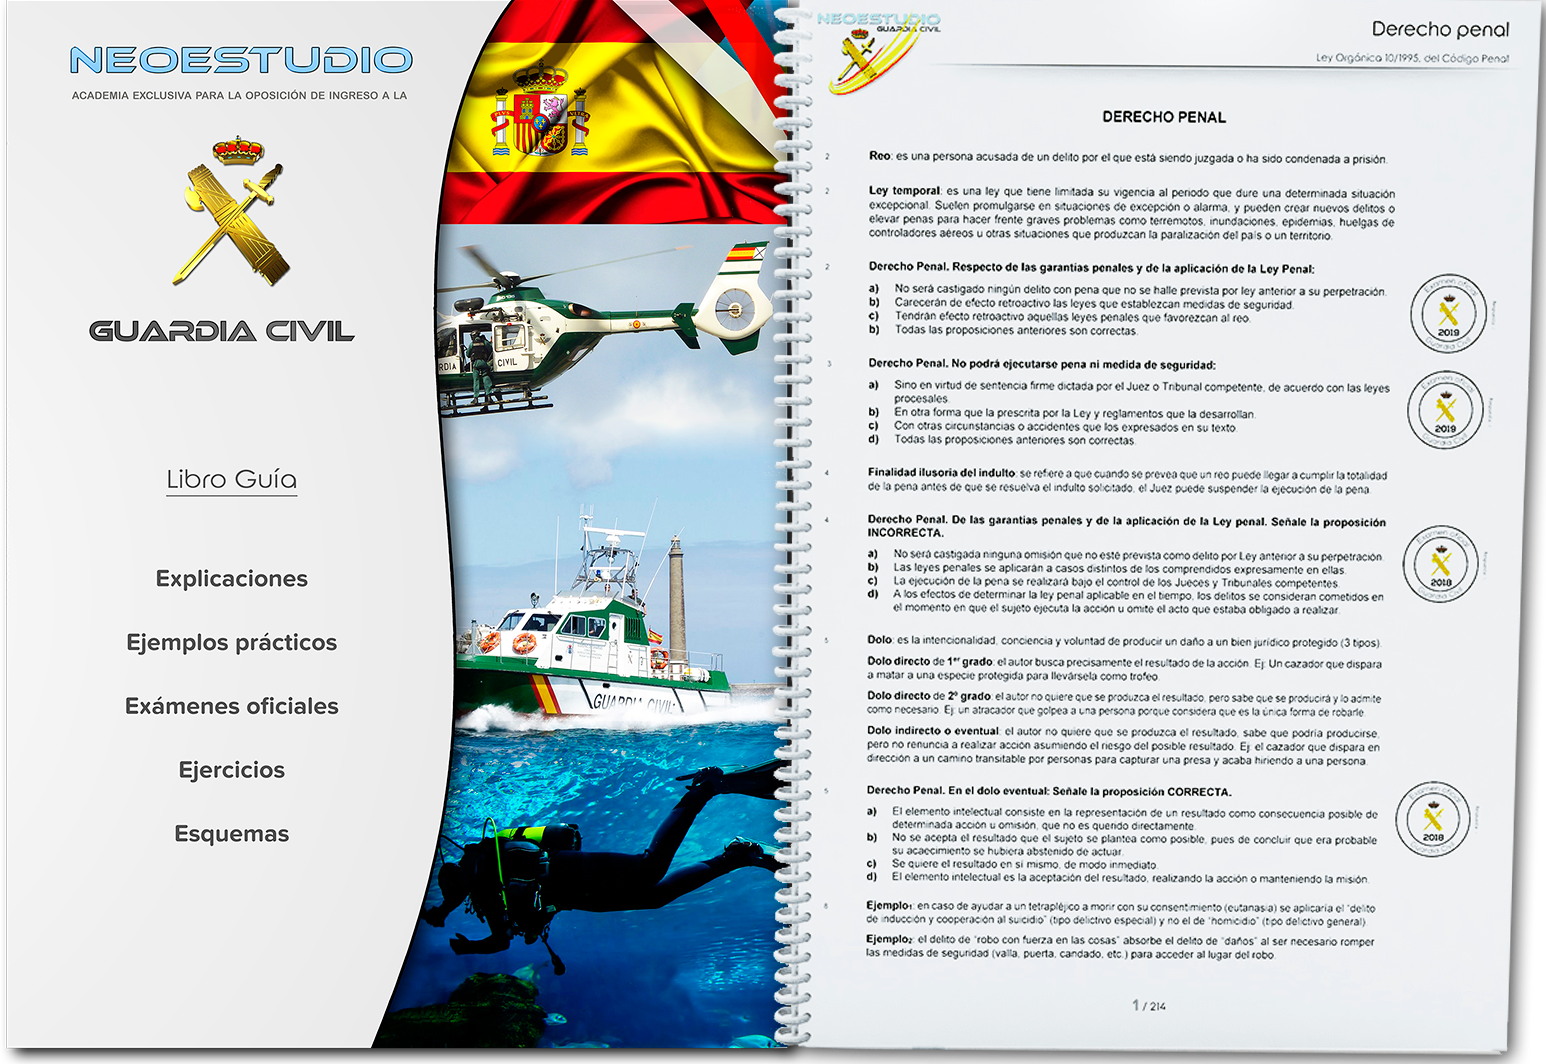 NEOESTUDIO
ACADEMIA EXCLUSIVA PARA LA OPOSICIÓN DE INGRESO A LA
GUARDIA CIVIL
Libro Guía
Explicaciones
Ejemplos prácticos
Exámenes oficiales
Ejercicios
Esquemas
CIVIL
GUARDIA CIVIL
NEOESTUDIO
GUARDIA CIVIL
Derecho penal
Ley Orgánica 10/1995, del Código Penal
DERECHO PENAL
2 Reo: es una persona acusada de un delito por el que está siendo juzgada o ha sido condenada a prisión.
2 Ley temporal: es una ley que tiene limitada su vigencia al periodo que dure una determinada situación
excepcional. Suelen promulgarse en situaciones de excepción o alarma, y pueden crear nuevos delitos o
elevar penas para hacer frente graves problemas como terremotos, inundaciones, epidemias, huelgas de
controladores aéreos u otras situaciones que produzcan la paralización del país o un territorio.
2 Derecho Penal. Respecto de las garantías penales y de la aplicación de la Ley Penal:
a) No será castigado ningún delito con pena que no se halle prevista por ley anterior a su perpetración.
b) Carecerán de efecto retroactivo las leyes que establezcan medidas de seguridad.
c) Tendrán efecto retroactivo aquellas leyes penales que favorezcan al reo.
b) Todas las proposiciones anteriores son correctas.
Examen oficial
2019
Guardia Civil
3 Derecho Penal. No podrá ejecutarse pena ni medida de seguridad:
a) Sino en virtud de sentencia firme dictada por el Juez o Tribunal competente, de acuerdo con las leyes
procesales.
b) En otra forma que la prescrita por la Ley y reglamentos que la desarrollan.
c) Con otras circunstancias o accidentes que los expresados en su texto.
d) Todas las proposiciones anteriores son correctas.
Examen oficial
2019
Guardia Civil
4 Finalidad ilusoria del indulto: se refiere a que cuando se prevea que un reo puede llegar a cumplir la totalidad
de la pena antes de que se resuelva el indulto solicitado, el Juez puede suspender la ejecución de la pena.
4 Derecho Penal. De las garantías penales y de la aplicación de la Ley penal. Señale la proposición
INCORRECTA.
a) No será castigada ninguna omisión que no esté prevista como delito por Ley anterior a su perpetración.
b) Las leyes penales se aplicarán a casos distintos de los comprendidos expresamente en ellas.
c) La ejecución de la pena se realizará bajo el control de los Jueces y Tribunales competentes.
d) A los efectos de determinar la ley penal aplicable en el tiempo, los delitos se consideran cometidos en
el momento en que el sujeto ejecuta la acción u omite el acto que estaba obligado a realizar.
Examen oficial
2018
Guardia Civil
5 Dolo: es la intencionalidad, conciencia y voluntad de producir un daño a un bien jurídico protegido (3 tipos).
Dolo directo de 1er grado: el autor busca precisamente el resultado de la acción. Ej: Un cazador que dispara
a matar a una especie protegida para llevársela como trofeo.
Dolo directo de 2º grado: el autor no quiere que se produzca el resultado, pero sabe que se producirá y lo admite
como necesario. Ej: un atracador que golpea a una persona porque considera que es la única forma de robarle.
Dolo indirecto o eventual: el autor no quiere que se produzca el resultado, sabe que podría producirse,
pero no renuncia a realizar acción asumiendo el riesgo del posible resultado. Ej: el cazador que dispara en
dirección a un camino transitable por personas para capturar una presa y acaba hiriendo a una persona.
5 Derecho Penal. En el dolo eventual: Señale la proposición CORRECTA.
a) El elemento intelectual consiste en la representación de un resultado como consecuencia posible de
determinada acción u omisión, que no es querido directamente.
b) No se acepta el resultado que el sujeto se plantea como posible, pues de concluir que era probable
su acaecimiento se hubiera abstenido de actuar.
c) Se quiere el resultado en sí mismo, de modo inmediato.
d) El elemento intelectual es la aceptación del resultado, realizando la acción o manteniendo la misión.
Examen oficial
2018
Guardia Civil
8 Ejemplo1: en caso de ayudar a un tetrapléjico a morir con su consentimiento (eutanasia) se aplicaría el "delito
de inducción y cooperación al suicidio" (tipo delictivo especial) y no el de "homicidio" (tipo delictivo general).
Ejemplo2: el delito de "robo con fuerza en las cosas" absorbe el delito de "daños" al ser necesario romper
las medidas de seguridad (valla, puerta, candado, etc.) para acceder al lugar del robo.
1 / 214